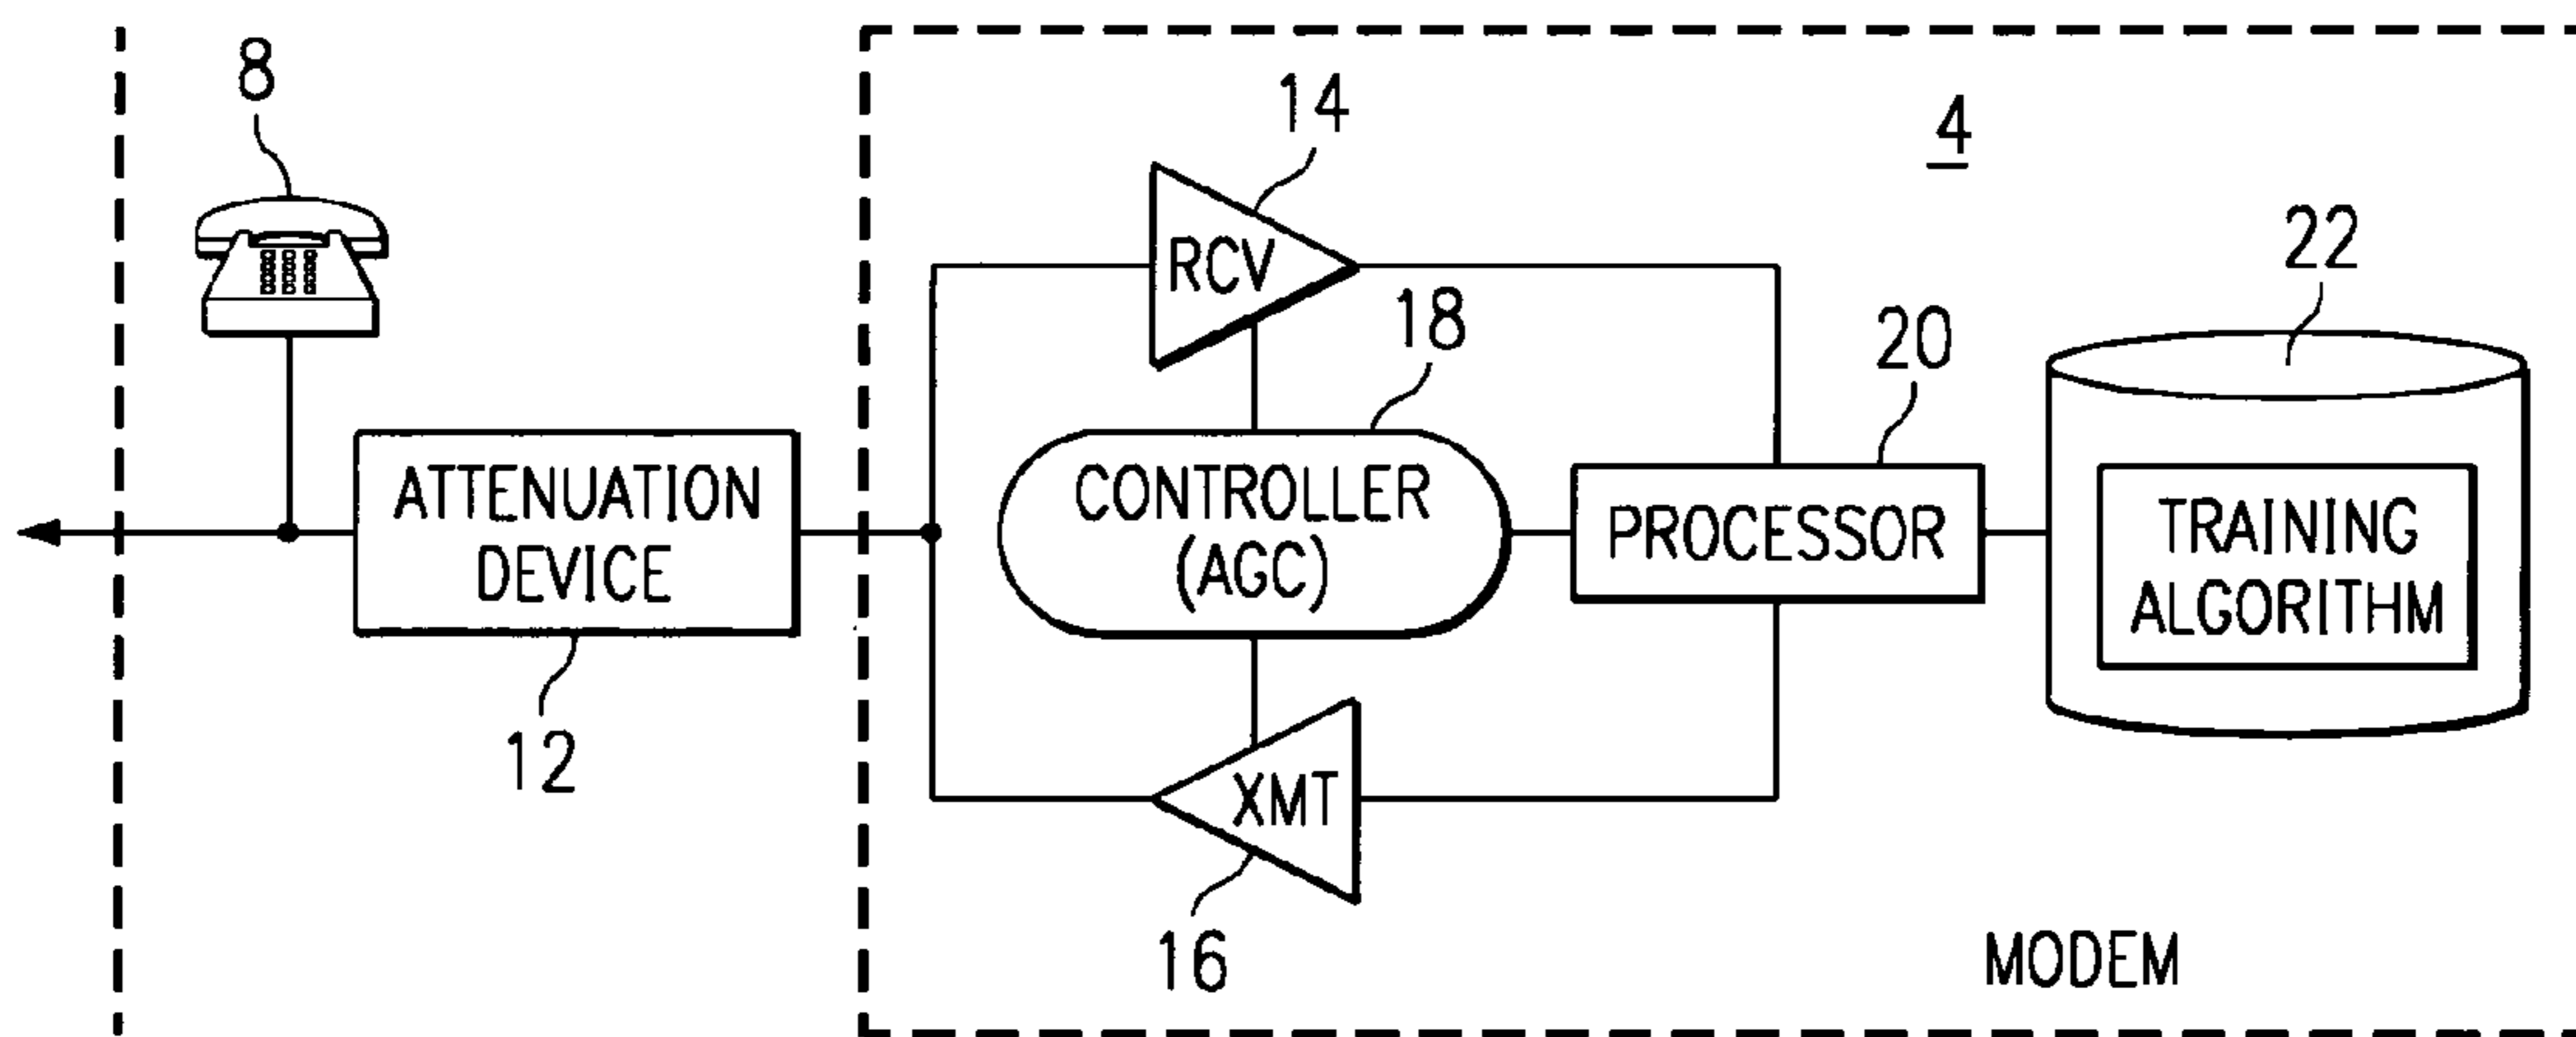 8
14
4
RCV
22
18
20
ATTENUATION
DEVICE
CONTROLLER
(AGC)
PROCESSOR
TRAINING
ALGORITHM
12
XMT
16
MODEM